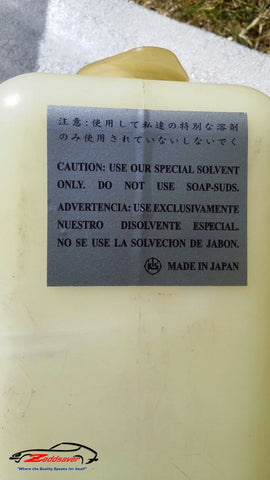 注意:使用して私達の特別な溶剤
のみ使用されていないしないでく
CAUTION: USE OUR SPECIAL SOLVENT
ONLY. DO NOT USE SOAP-SUDS.
ADVERTENCIA: USE EXCLUSIVAMENTE
NUESTRO DISOLVENTE ESPECIAL.
NO SE USE LA SOLVECION DE JABON.
MADE IN JAPAN
Zeddsaver
"Where the Quality Speaks for Itself"